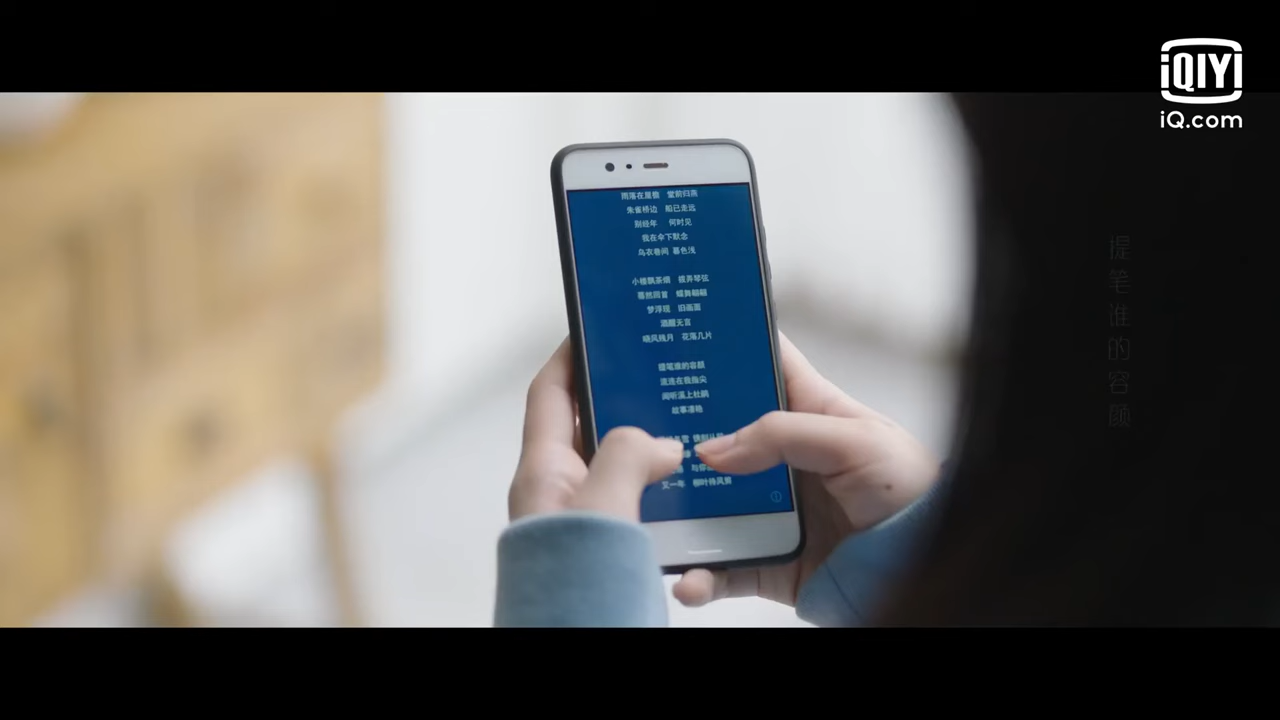 iQIYI
iQ.com
雨落在屋檐 堂前归燕
朱雀桥边 船已走远
别经年 何时见
我在伞下默念
乌衣巷间 暮色浅
小楼飘茶烟 拨弄琴弦
蓦然回首 蝶舞翩翩
梦浮现 旧画面
酒醒无言
晓风残月 花落几片
提笔谁的容颜
流连在我指尖
闻听溪上杜鹃
故事凄艳
与你
又一年 柳叶待风剪
提笔谁的容颜